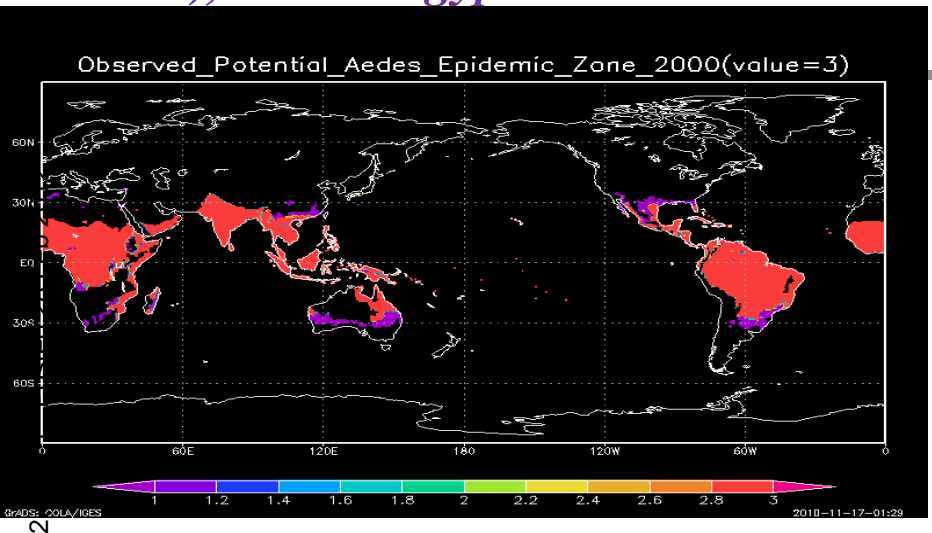 Observed_Potential_Aedes_Epidemic_Zone_2000(value=3)
60N
30N
EQ
30S
60S
0 60E 120E 180 120W 60W 0
1 1.2 1.4 1.6 1.8 2 2.2 2.4 2.6 2.8 3
GrADS: COLA/IGES 2010-11-17-01:29
2